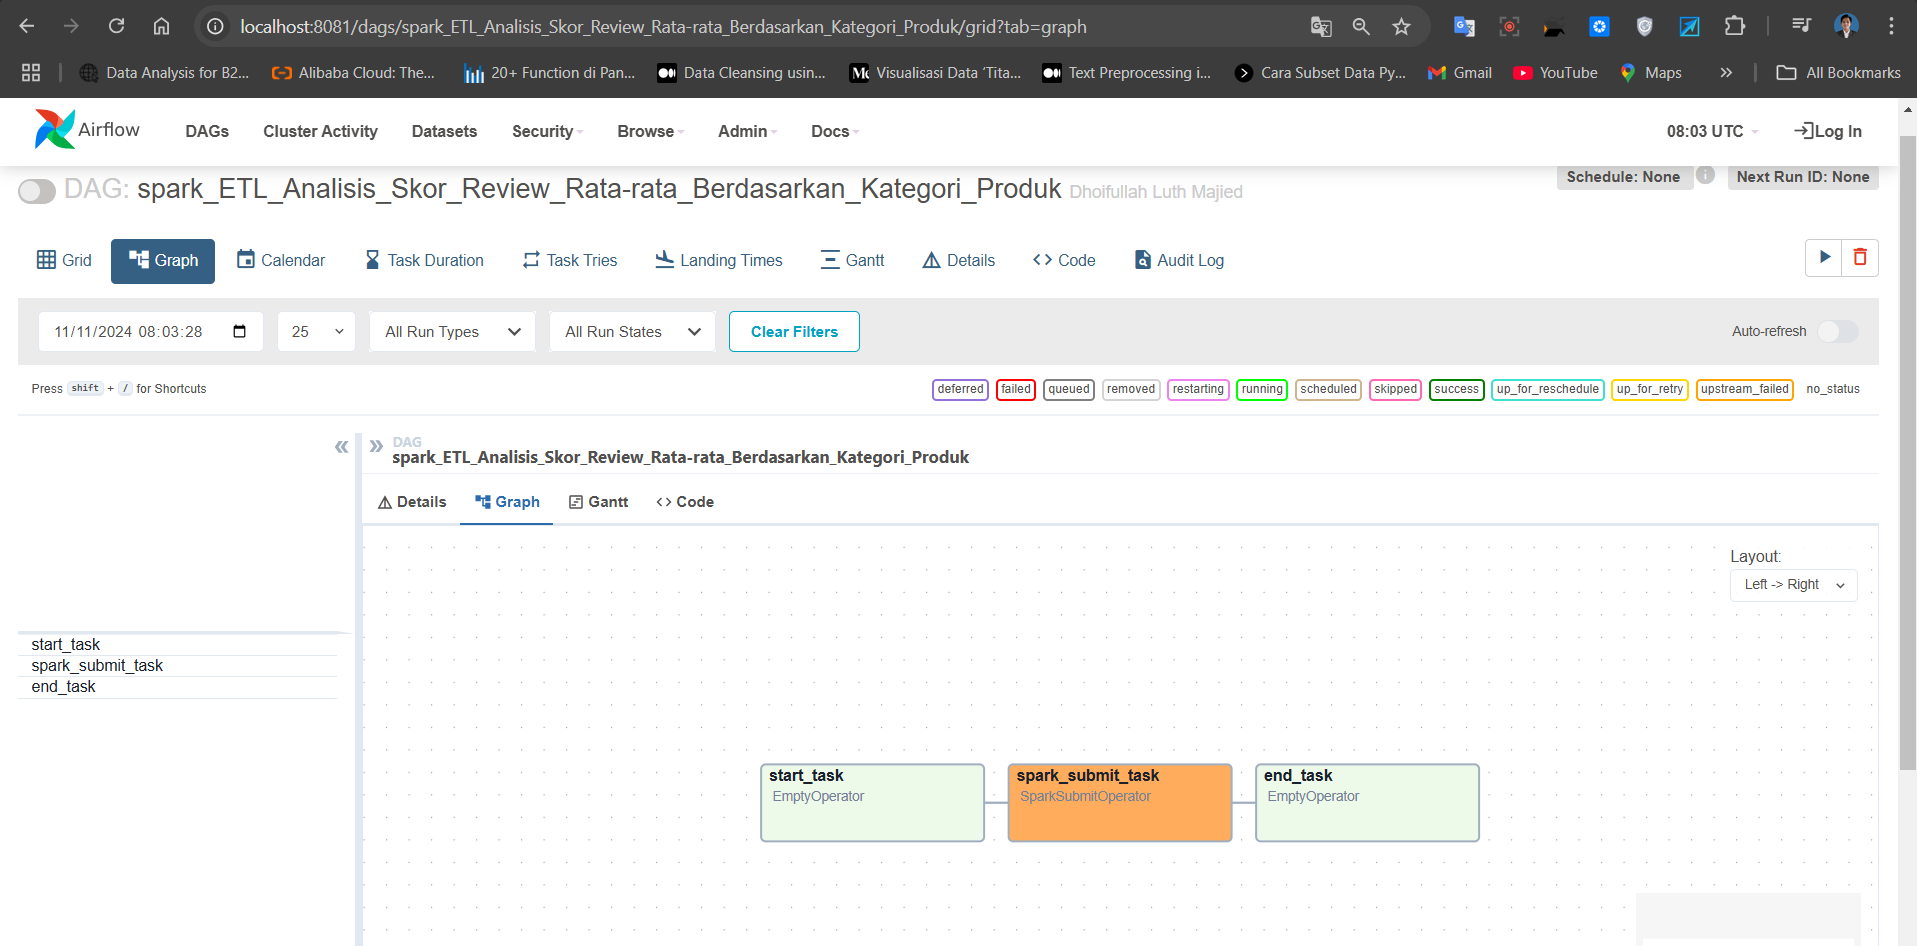 localhost:8081/dags/spark_ETL_Analisis_Skor_Review_Rata-rata_Berdasarkan_Kategori_Produk/grid?tab=graph
Data Analysis for B2... Alibaba Cloud: The... 20+ Function di Pan... Data Cleansing usin... Visualisasi Data 'Tita... Text Preprocessing i... Cara Subset Data Py... Gmail YouTube Maps » All Bookmarks
Airflow DAGs Cluster Activity Datasets Security Browse Admin Docs 08:03 UTC Log In
DAG: spark_ETL_Analisis_Skor_Review_Rata-rata_Berdasarkan_Kategori_Produk Dhoifullah Luth Majied Schedule: None i Next Run ID: None
Grid Graph Calendar Task Duration Task Tries Landing Times Gantt Details <> Code Audit Log
11/11/2024 08:03:28 25 All Run Types All Run States Clear Filters Auto-refresh
Press shift + / for Shortcuts deferred failed queued removed restarting running scheduled skipped success up_for_reschedule up_for_retry upstream_failed no_status
« » DAG
spark_ETL_Analisis_Skor_Review_Rata-rata_Berdasarkan_Kategori_Produk
Details Graph Gantt <> Code
Layout:
Left -> Right
start_task
spark_submit_task
end_task
start_task spark_submit_task end_task
EmptyOperator SparkSubmitOperator EmptyOperator